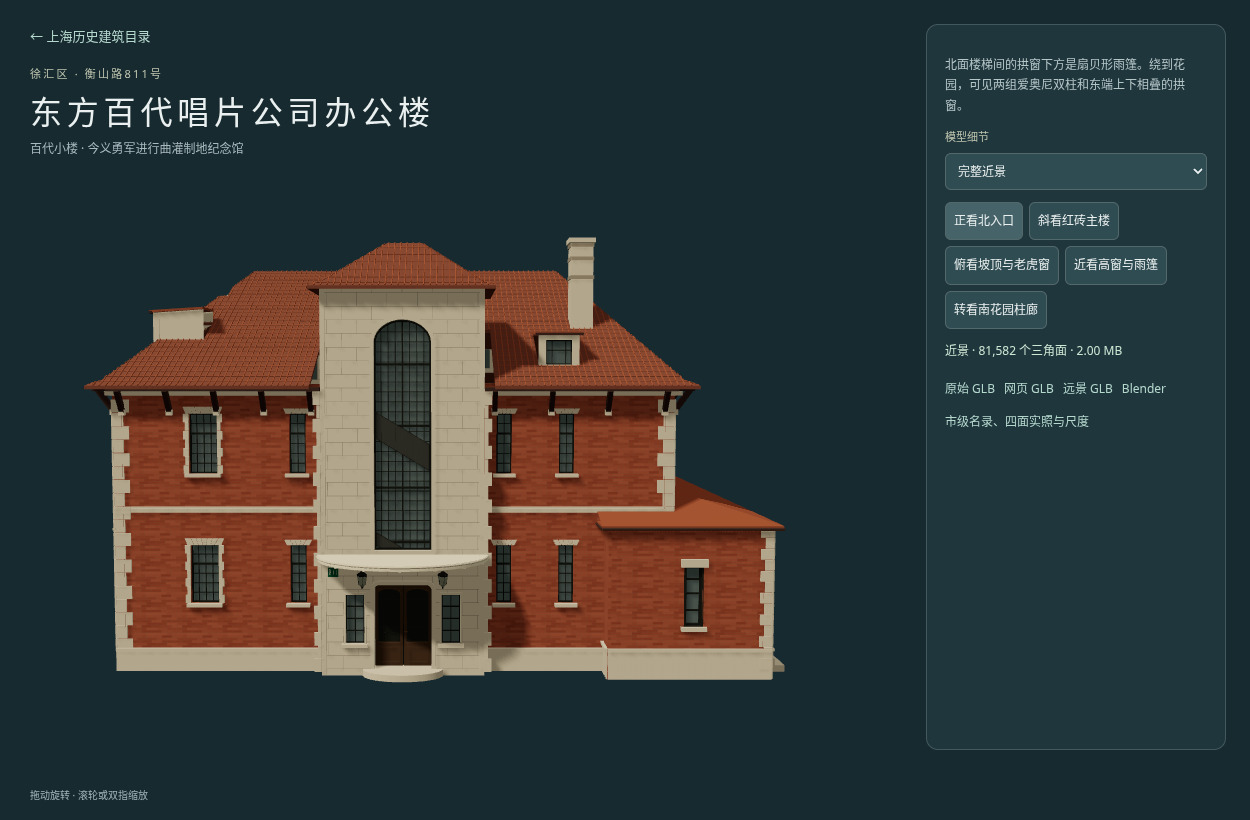 ← 上海历史建筑目录
徐汇区 · 衡山路811号
东方百代唱片公司办公楼
百代小楼 · 今义勇军进行曲灌制地纪念馆
北面楼梯间的拱窗下方是扇贝形雨篷。绕到花
园，可见两组爱奥尼双柱和东端上下相叠的拱
窗。
模型细节
完整近景
正看北入口 斜看红砖主楼
俯看坡顶与老虎窗 近看高窗与雨篷
转看南花园柱廊
近景 · 81,582 个三角面 · 2.00 MB
原始 GLB 网页 GLB 远景 GLB Blender
市级名录、四面实照与尺度
拖动旋转 · 滚轮或双指缩放